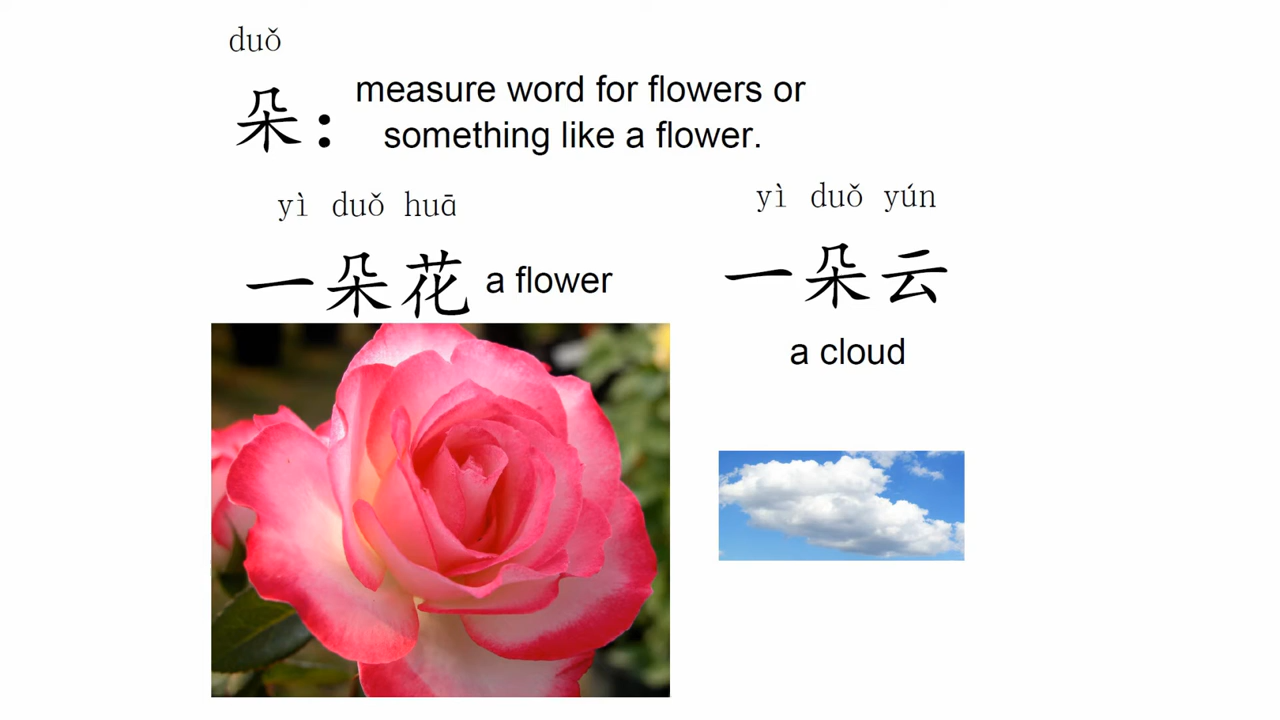 duǒ
朵：measure word for flowers or
something like a flower.
yì duǒ huā
一朵花 a flower
yì duǒ yún
一朵云
a cloud